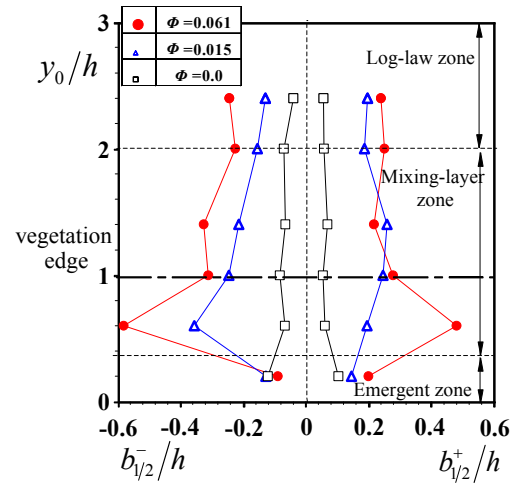 3
Φ=0.061
Φ=0.015
Φ=0.0
y₀/h
Log-law zone
2
Mixing-layer
zone
vegetation
edge
1
Emergent zone
0
-0.6 -0.4 -0.2 0 0.2 0.4 0.6
b⁻₁/₂/h b⁺₁/₂/h